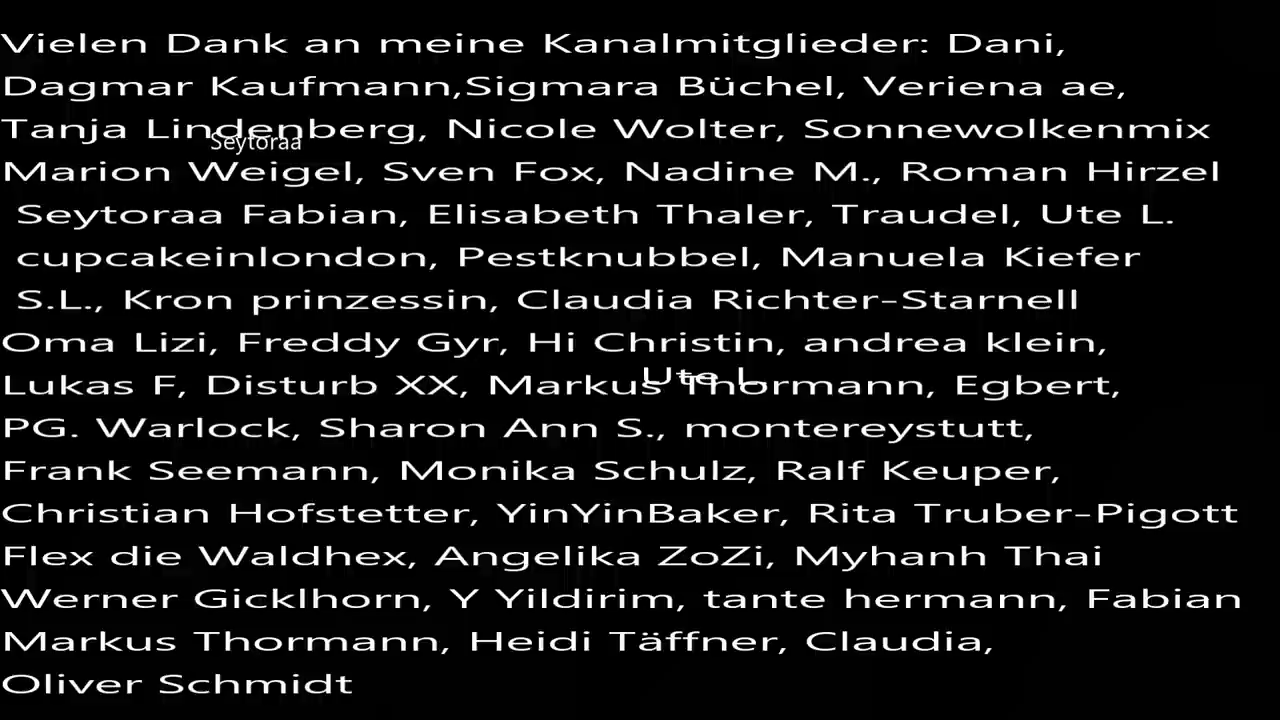 Vielen Dank an meine Kanalmitglieder: Dani,
Dagmar Kaufmann,Sigmara Büchel, Veriena ae,
Tanja Lindenberg, Nicole Wolter, Sonnewolkenmix
Seytoraa
Marion Weigel, Sven Fox, Nadine M., Roman Hirzel
Seytoraa Fabian, Elisabeth Thaler, Traudel, Ute L.
cupcakeinlondon, Pestknubbel, Manuela Kiefer
S.L., Kron prinzessin, Claudia Richter-Starnell
Oma Lizi, Freddy Gyr, Hi Christin, andrea klein,
Ute L.
Lukas F, Disturb XX, Markus Thormann, Egbert,
PG. Warlock, Sharon Ann S., montereystutt,
Frank Seemann, Monika Schulz, Ralf Keuper,
Christian Hofstetter, YinYinBaker, Rita Truber-Pigott
Flex die Waldhex, Angelika ZoZi, Myhanh Thai
Werner Gicklhorn, Y Yildirim, tante hermann, Fabian
Markus Thormann, Heidi Täffner, Claudia,
Oliver Schmidt